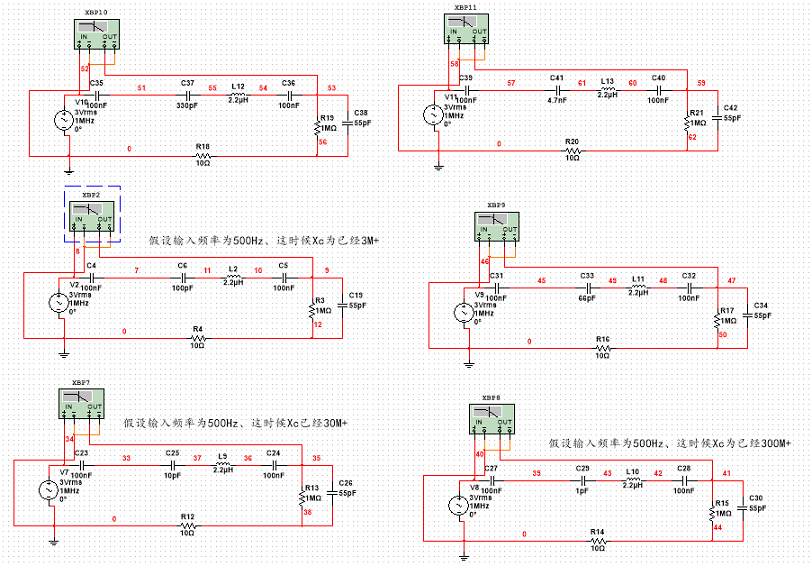 XBP10
IN OUT
52
C35
100nF
51
C37
330pF
55
L12
2.2μH
54
C36
100nF
53
V10
3Vrms
1MHz
0°
R19
1MΩ
56
C38
55pF
0
R18
10Ω
XBP11
IN OUT
58
C39
100nF
57
C41
4.7nF
61
L13
2.2μH
60
C40
100nF
59
V11
3Vrms
1MHz
0°
R21
1MΩ
62
C42
55pF
0
R20
10Ω
XBP2
IN OUT
假设输入频率为500Hz、这时候Xc为已经3M+
8
C4
100nF
7
C6
100pF
11
L2
2.2μH
10
C5
100nF
9
V2
3Vrms
1MHz
0°
R3
1MΩ
12
C19
55pF
0
R4
10Ω
XBP9
IN OUT
46
C31
100nF
45
C33
66pF
49
L11
2.2μH
48
C32
100nF
47
V9
3Vrms
1MHz
0°
R17
1MΩ
50
C34
55pF
0
R16
10Ω
XBP7
IN OUT
假设输入频率为500Hz、这时候Xc已经30M+
34
C23
100nF
33
C25
10pF
37
L9
2.2μH
36
C24
100nF
35
V7
3Vrms
1MHz
0°
R13
1MΩ
38
C26
55pF
0
R12
10Ω
XBP8
IN OUT
假设输入频率为500Hz、这时候Xc为已经300M+
40
C27
100nF
39
C29
1pF
43
L10
2.2μH
42
C28
100nF
41
V8
3Vrms
1MHz
0°
R15
1MΩ
44
C30
55pF
0
R14
10Ω